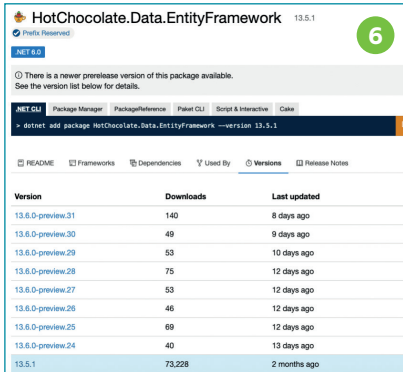 HotChocolate.Data.EntityFramework 13.5.1
6
Prefix Reserved
.NET 6.0
There is a newer prerelease version of this package available.
See the version list below for details.
.NET CLI Package Manager PackageReference Paket CLI Script & Interactive Cake
> dotnet add package HotChocolate.Data.EntityFramework --version 13.5.1
README Frameworks Dependencies Used By Versions Release Notes
Version Downloads Last updated
13.6.0-preview.31 140 8 days ago
13.6.0-preview.30 49 9 days ago
13.6.0-preview.29 53 10 days ago
13.6.0-preview.28 75 12 days ago
13.6.0-preview.27 53 12 days ago
13.6.0-preview.26 46 12 days ago
13.6.0-preview.25 69 12 days ago
13.6.0-preview.24 40 13 days ago
13.5.1 73,228 2 months ago